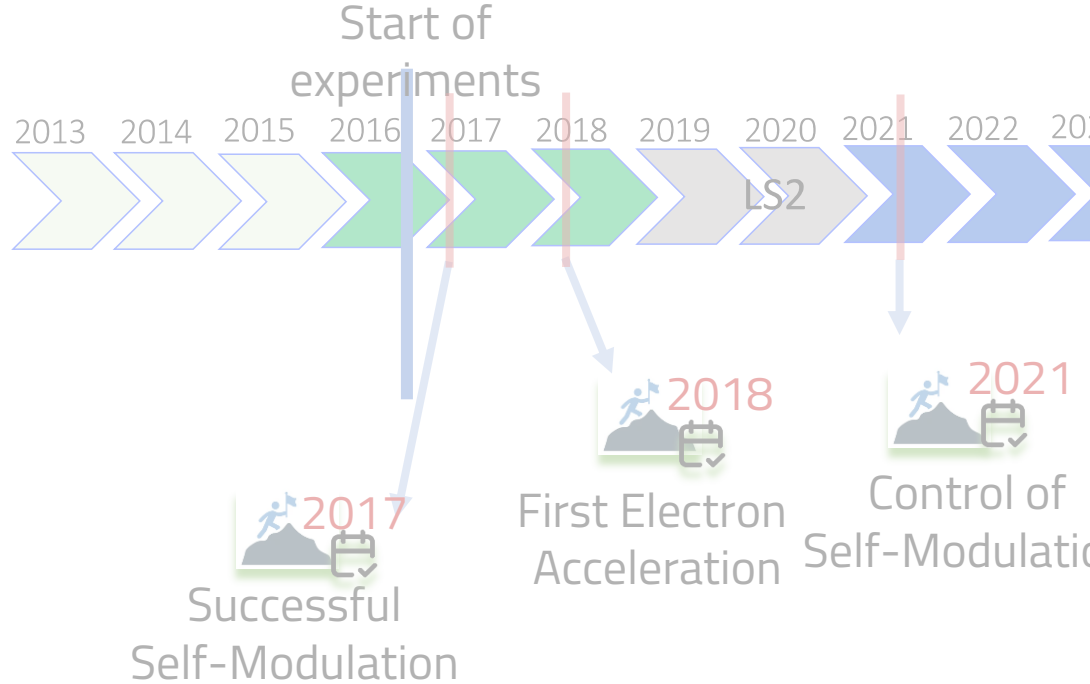 Start of
experiments
2013 2014 2015 2016 2017 2018 2019 2020 2021 2022
LS2
2018
First Electron
Acceleration
2021
Control of
2017
Successful
Self-Modulation